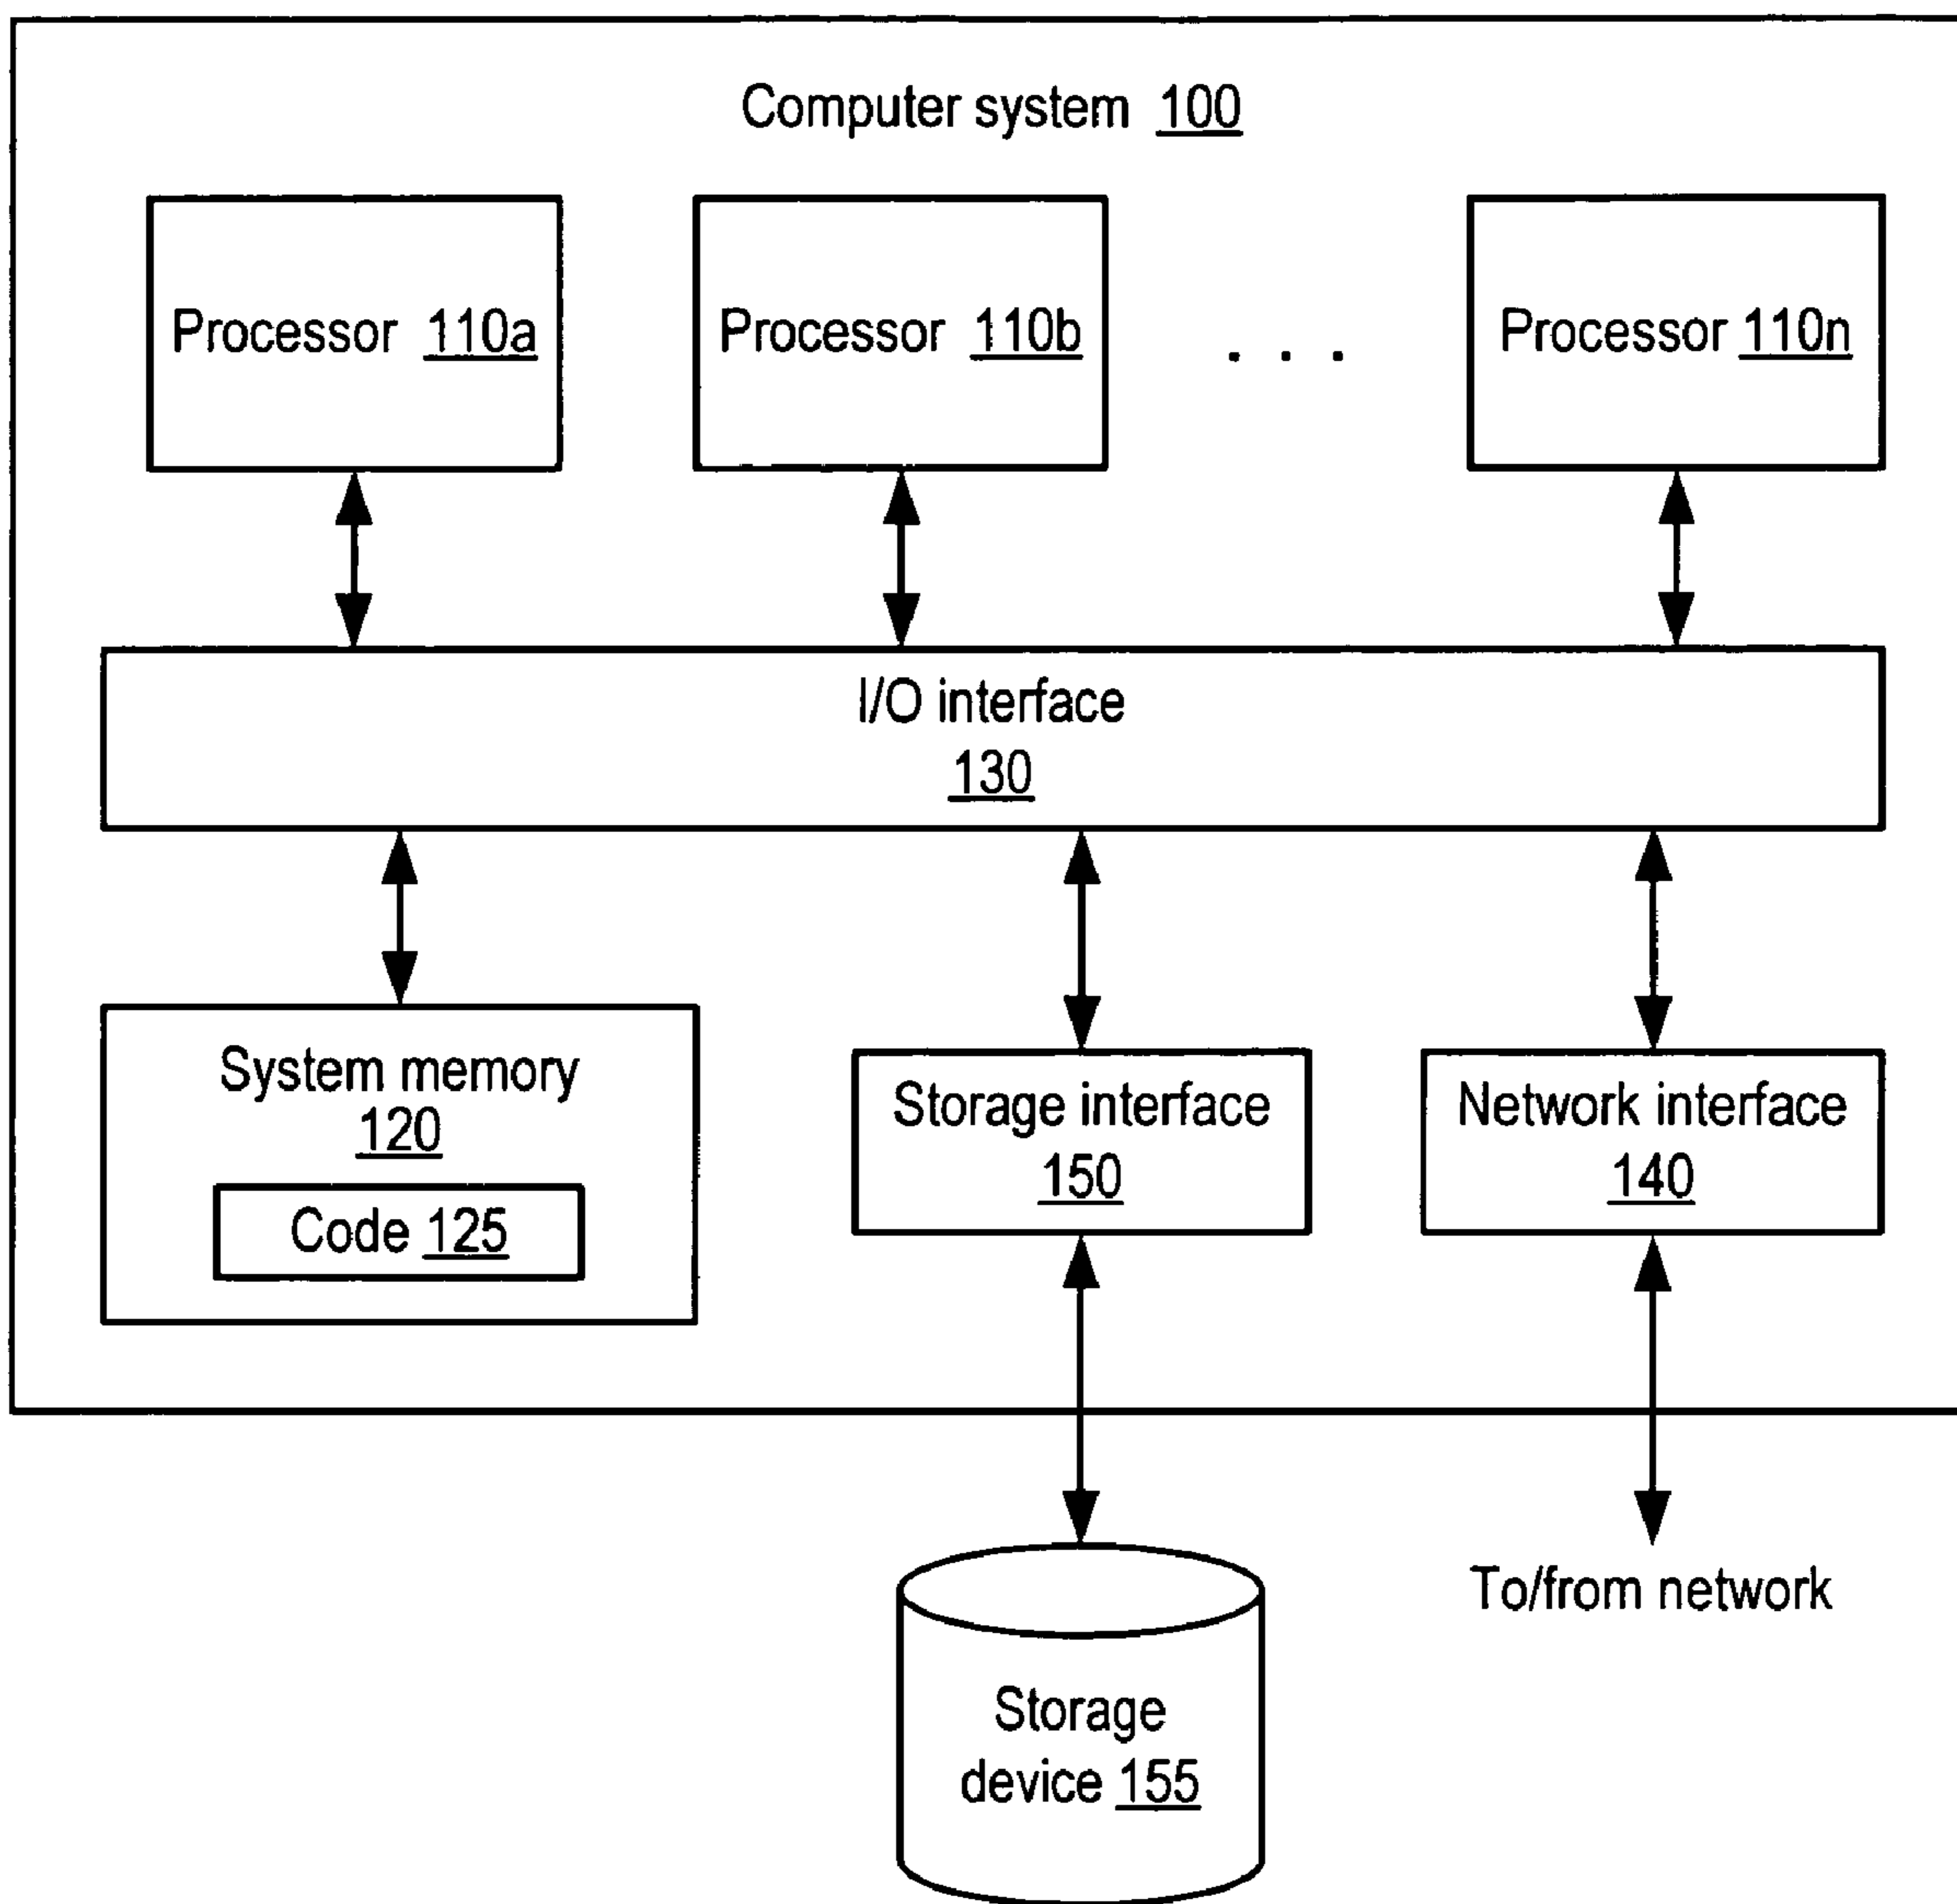 Computer system 100
Processor 110a
Processor 110b
. . .
Processor 110n
I/O interface
130
System memory
120
Code 125
Storage interface
150
Network interface
140
To/from network
Storage
device 155